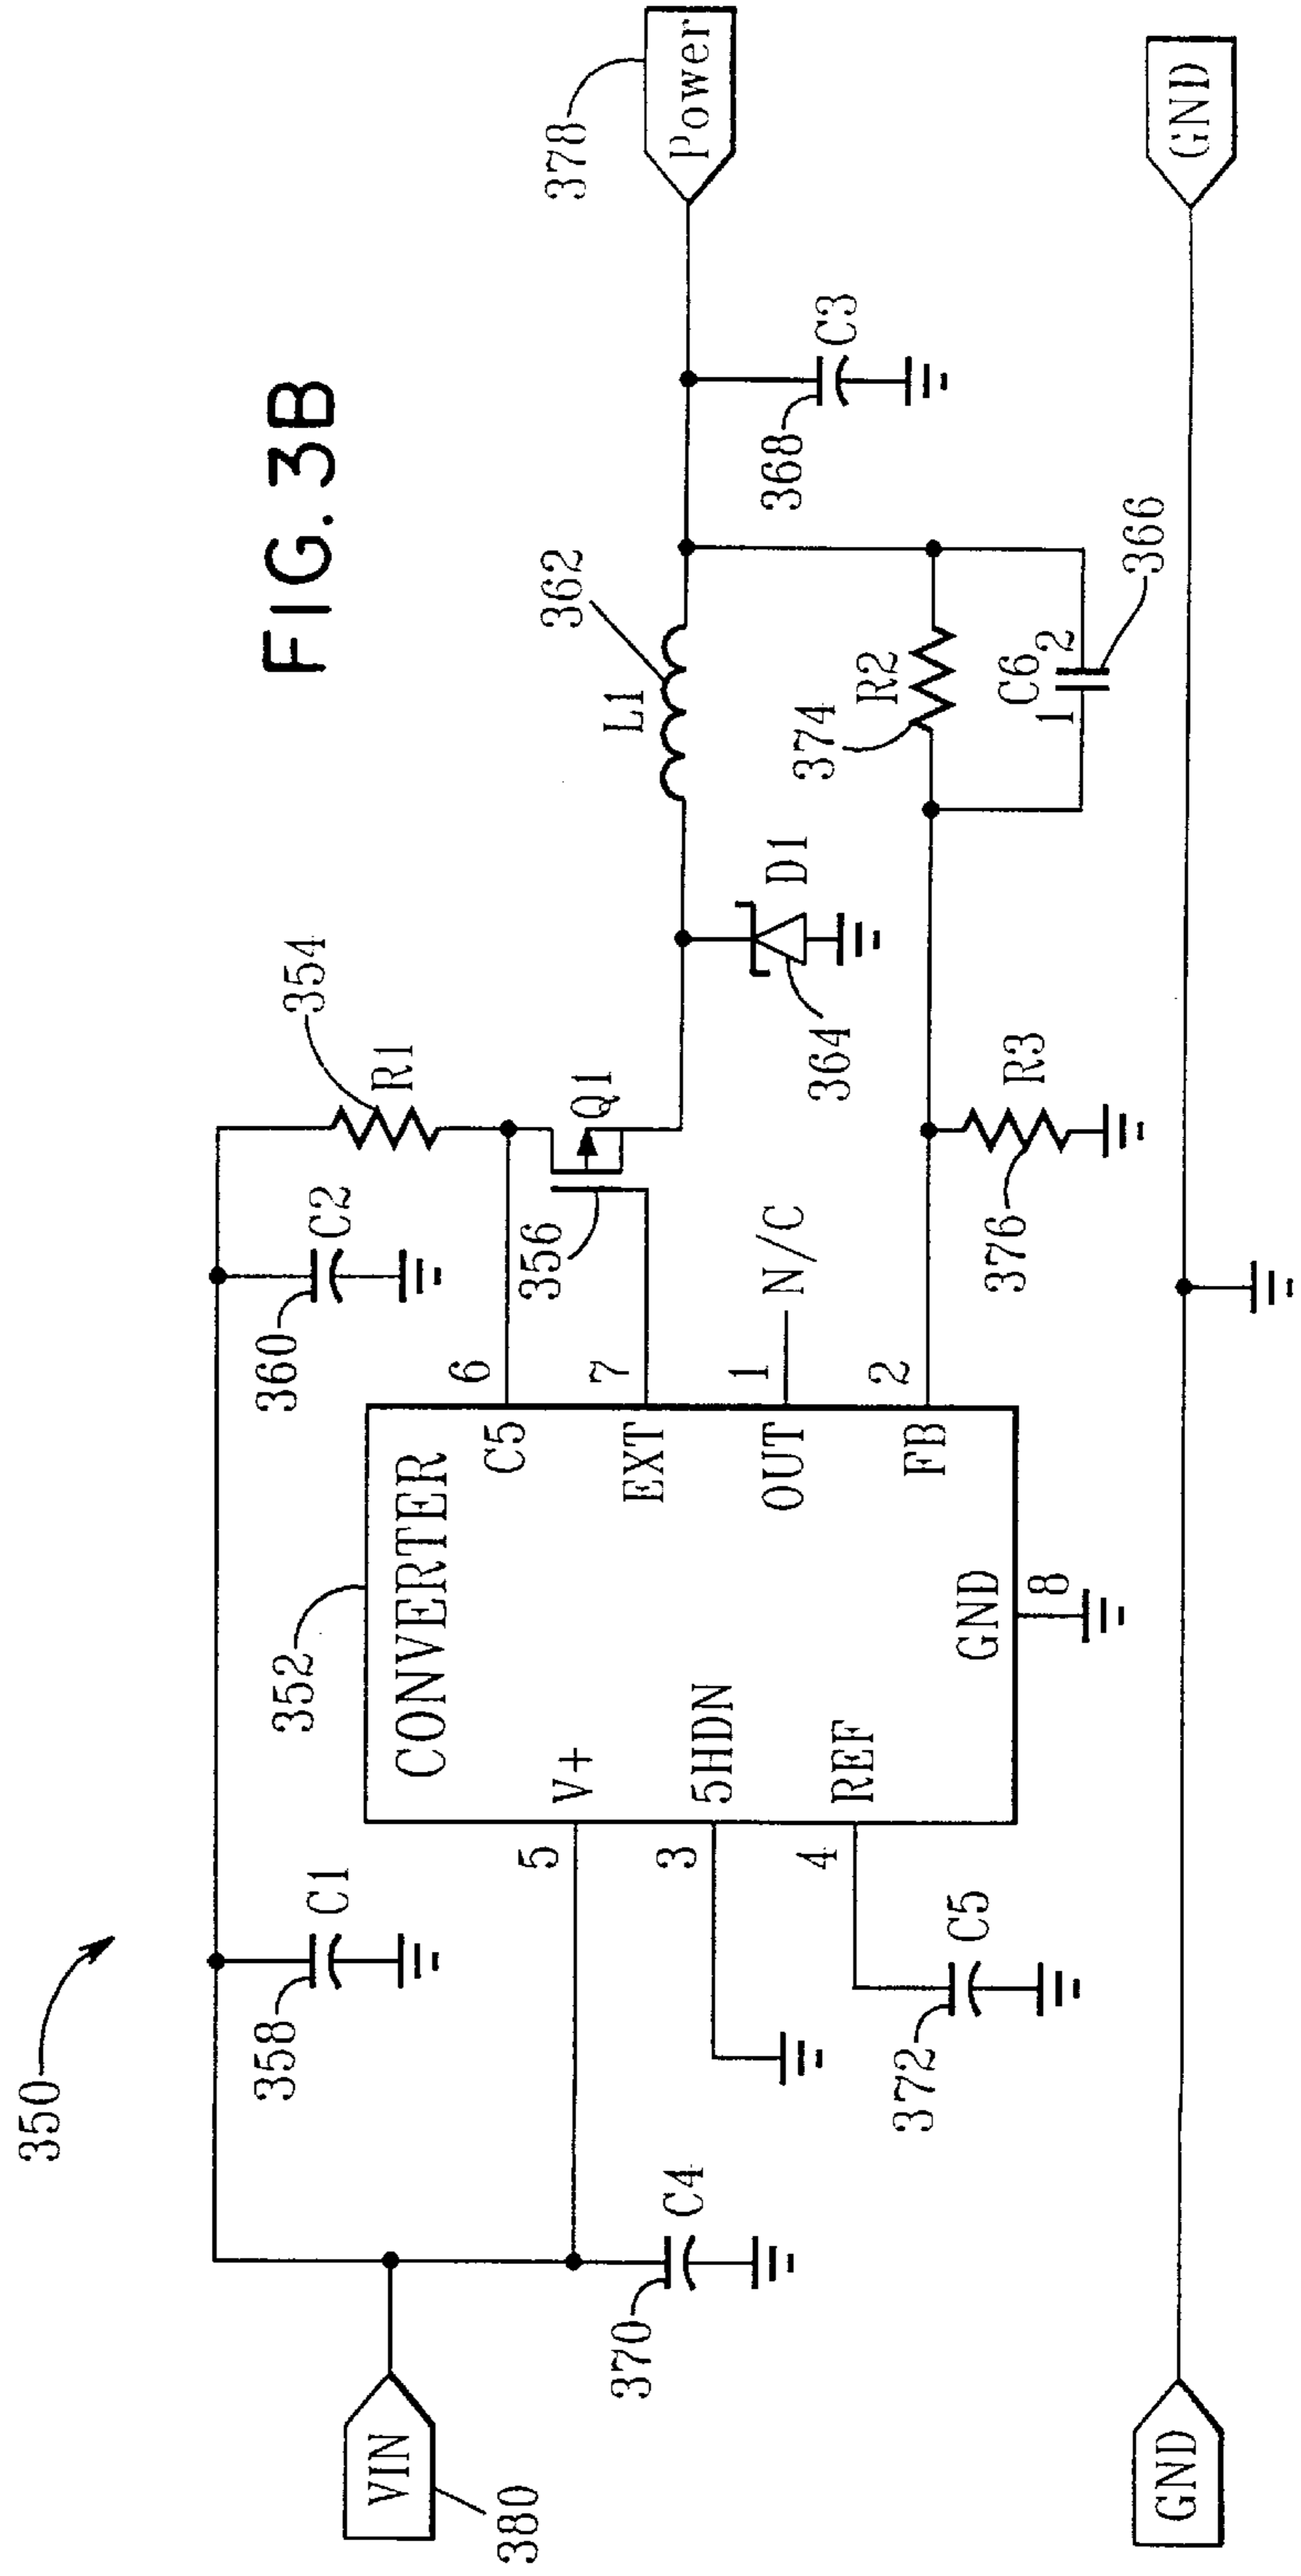 FIG. 3B
350
352
CONVERTER
V+
5
5HDN
3
REF
4
GND
8
C5
6
EXT
7
OUT
1
N/C
FB
2
VIN
380
358
C1
360
C2
354
R1
356
Q1
370
C4
372
C5
364
D1
L1
362
376
R3
374
R2
C6
1
2
366
368
C3
378
Power
GND
GND